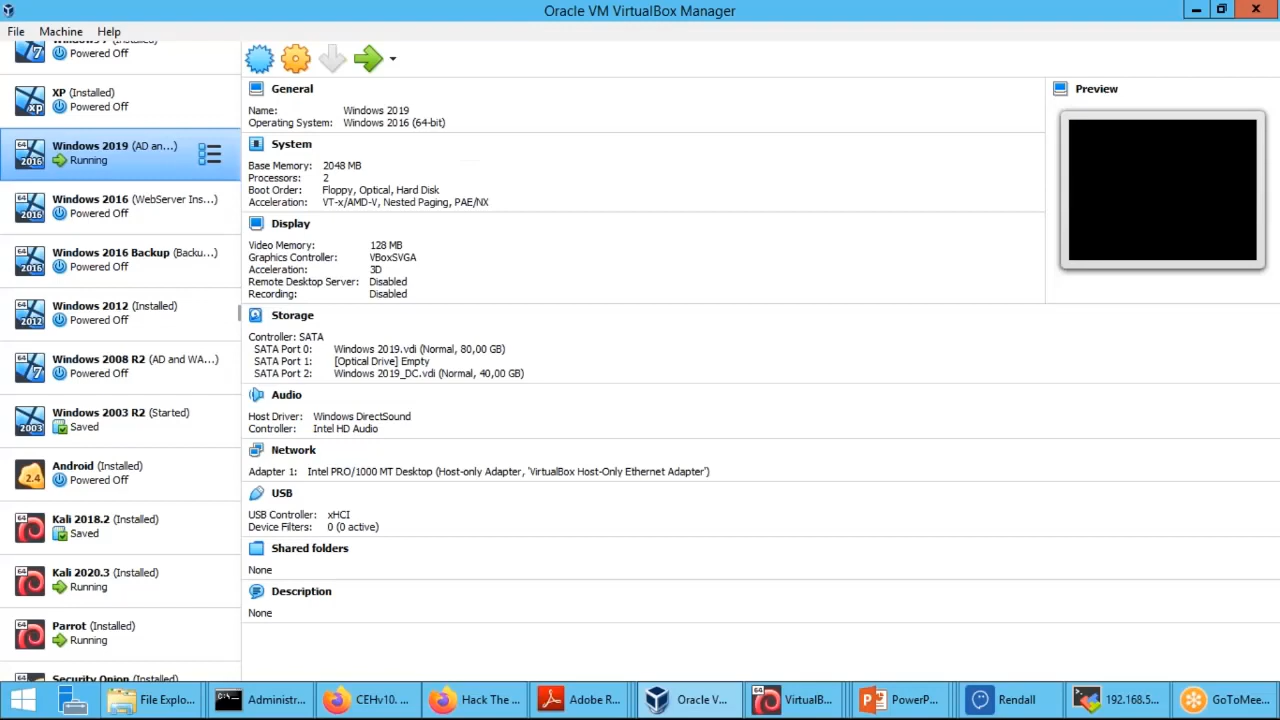 Oracle VM VirtualBox Manager
File Machine Help
Windows 7 (Installed)
Powered Off
XP (Installed)
Powered Off
Windows 2019 (AD an...)
Running
Windows 2016 (WebServer Ins...)
Powered Off
Windows 2016 Backup (Backu...)
Powered Off
Windows 2012 (Installed)
Powered Off
Windows 2008 R2 (AD and WA...)
Powered Off
Windows 2003 R2 (Started)
Saved
Android (Installed)
Powered Off
Kali 2018.2 (Installed)
Saved
Kali 2020.3 (Installed)
Running
Parrot (Installed)
Running
Security Onion (Installed)
General
Name: Windows 2019
Operating System: Windows 2016 (64-bit)
System
Base Memory: 2048 MB
Processors: 2
Boot Order: Floppy, Optical, Hard Disk
Acceleration: VT-x/AMD-V, Nested Paging, PAE/NX
Display
Video Memory: 128 MB
Graphics Controller: VBoxSVGA
Acceleration: 3D
Remote Desktop Server: Disabled
Recording: Disabled
Storage
Controller: SATA
SATA Port 0: Windows 2019.vdi (Normal, 80,00 GB)
SATA Port 1: [Optical Drive] Empty
SATA Port 2: Windows 2019_DC.vdi (Normal, 40,00 GB)
Audio
Host Driver: Windows DirectSound
Controller: Intel HD Audio
Network
Adapter 1: Intel PRO/1000 MT Desktop (Host-only Adapter, 'VirtualBox Host-Only Ethernet Adapter')
USB
USB Controller: xHCI
Device Filters: 0 (0 active)
Shared folders
None
Description
None
Preview
File Explo... Administr... CEHv10. ... Hack The ... Adobe R... Oracle V... VirtualB... PowerP... Rendall 192.168.5... GoToMee...